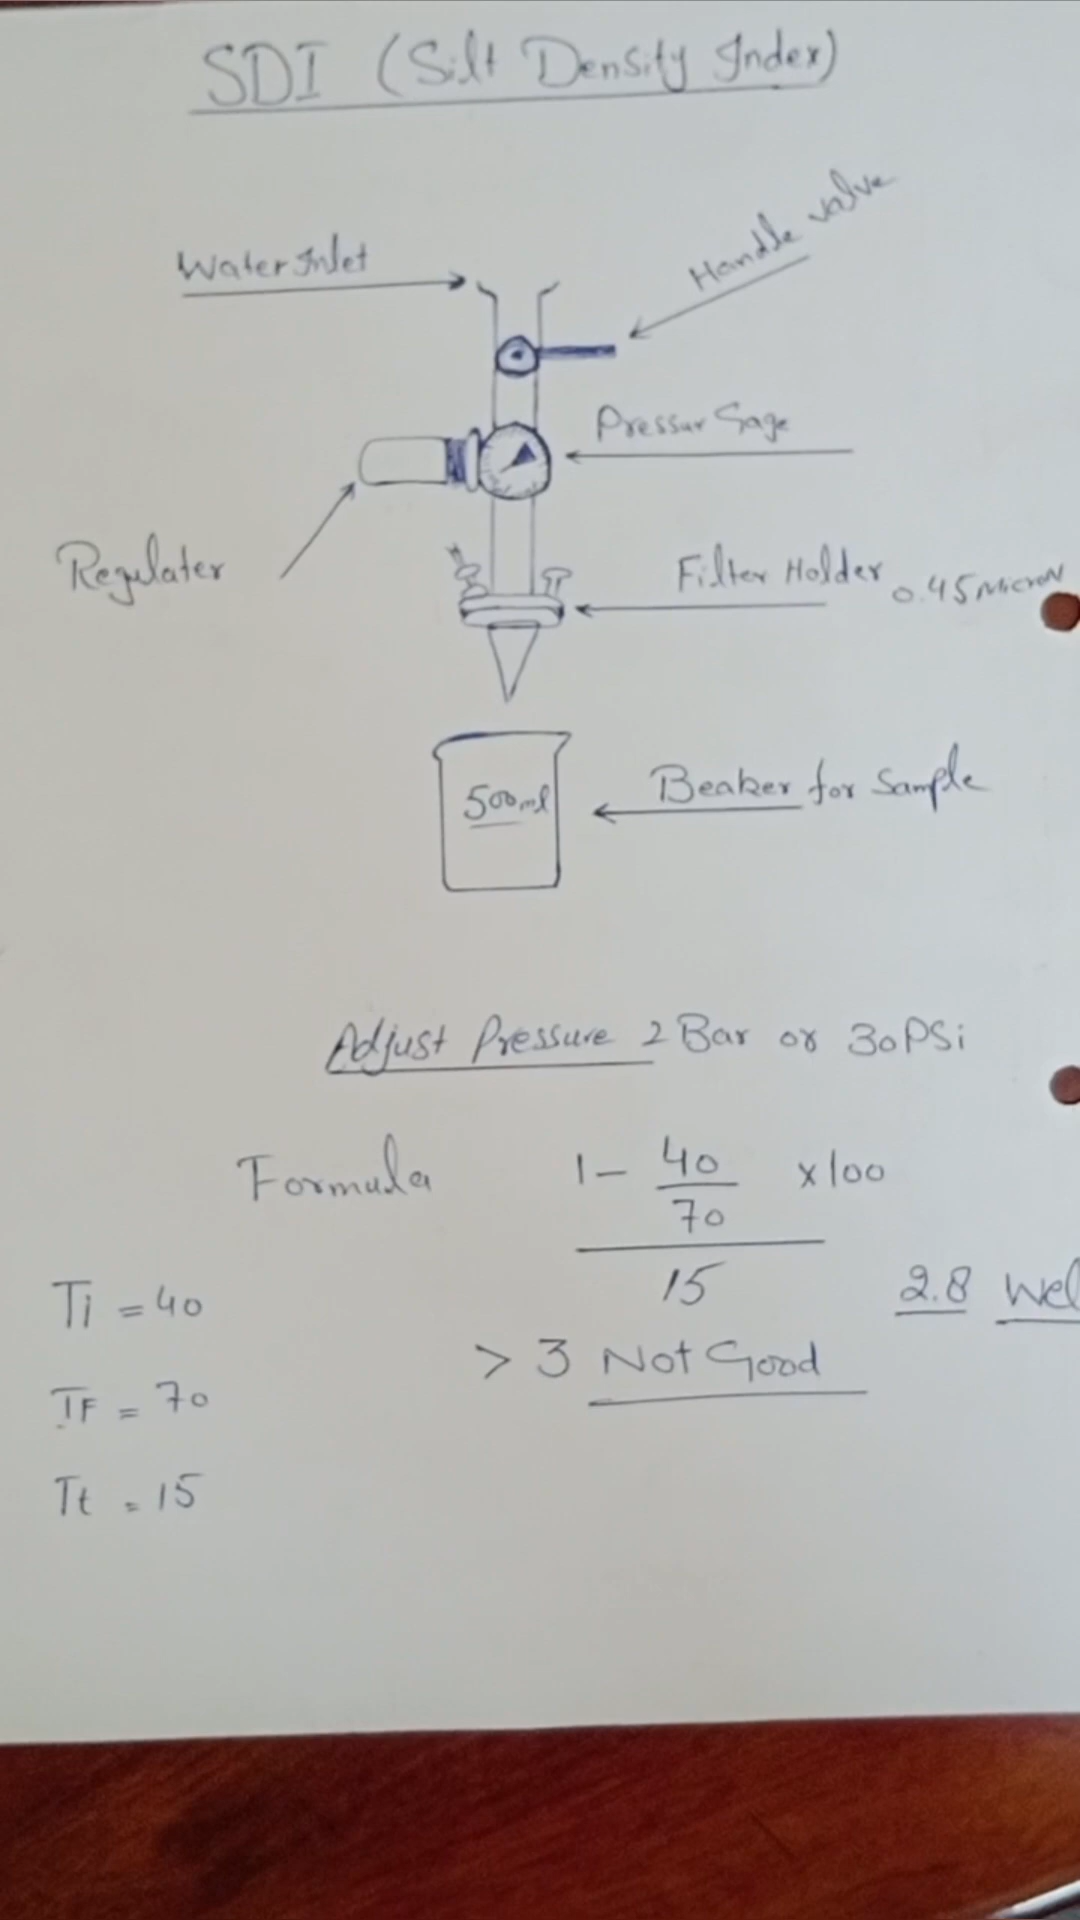 SDI (Silt Density Index)
Water Inlet
Handle valve
Pressur Gage
Regulater
Filter Holder 0.45 Micron
500ml
Beaker for Sample
Adjust Pressure 2 Bar or 30 PSi
Formula
1 - 40 x100
70
15
2.8
Ti = 40
> 3 Not Good
TF = 70
Tt = 15